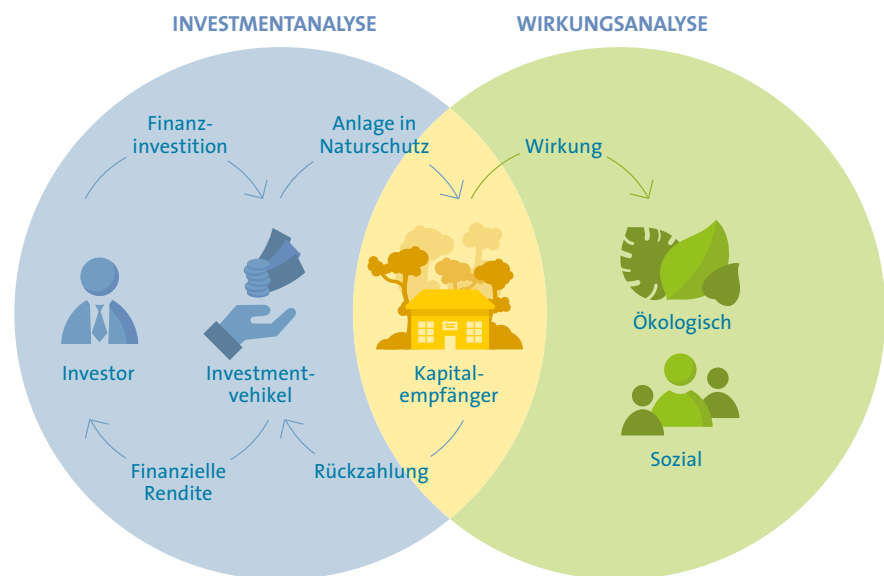 INVESTMENTANALYSE
WIRKUNGSANALYSE
Finanz-
investition
Anlage in
Naturschutz
Wirkung
Investor
Investment-
vehikel
Kapital-
empfänger
Ökologisch
Sozial
Finanzielle
Rendite
Rückzahlung